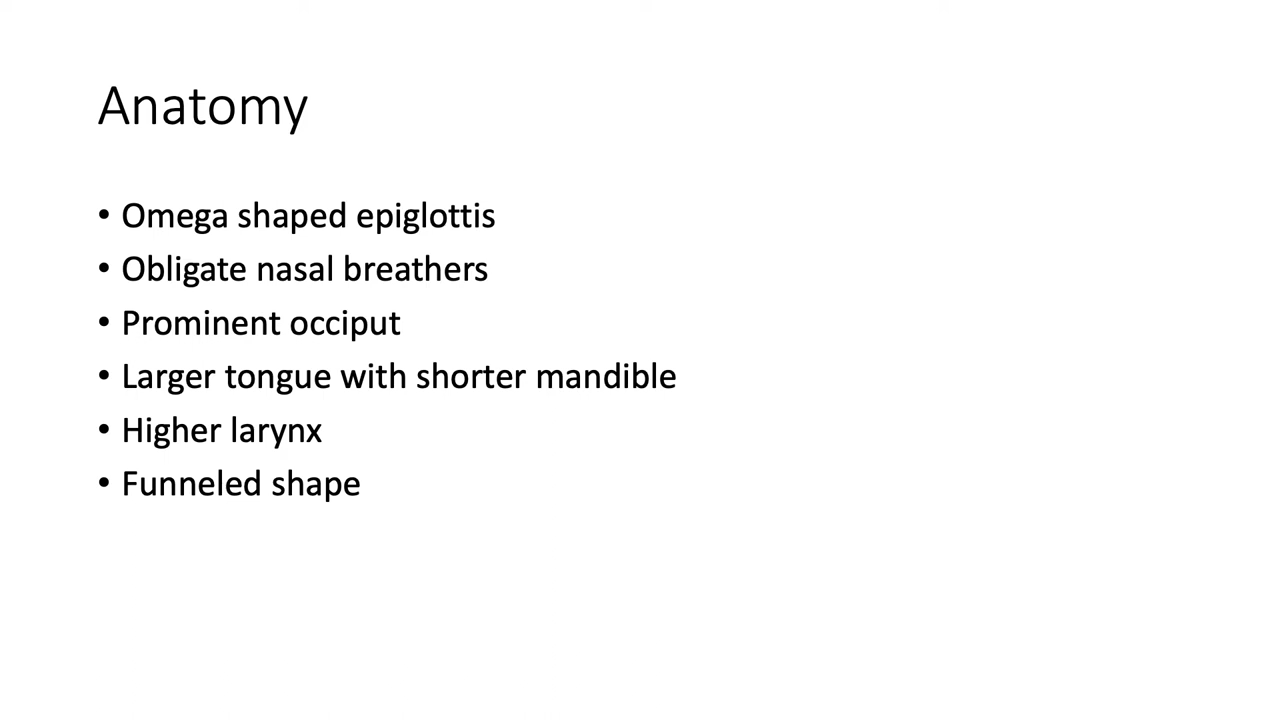 Anatomy
• Omega shaped epiglottis
• Obligate nasal breathers
• Prominent occiput
• Larger tongue with shorter mandible
• Higher larynx
• Funneled shape